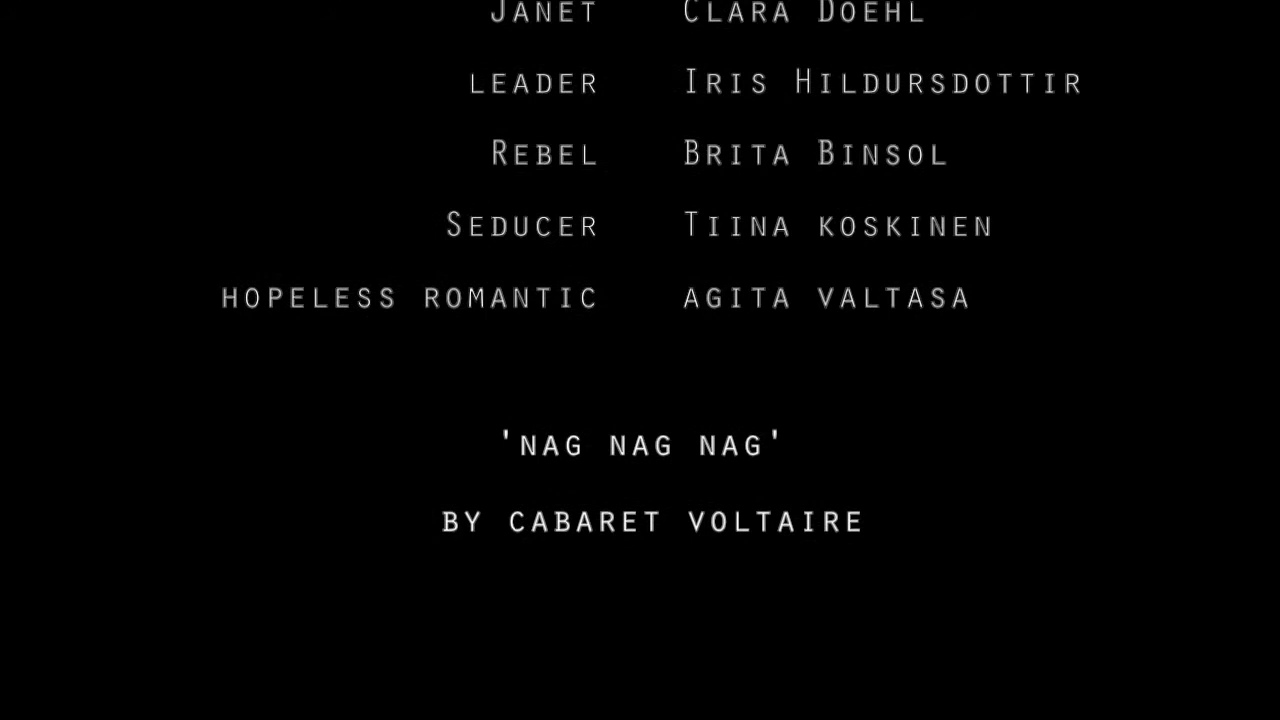 Janet Clara Doehl
Leader Iris Hildursdottir
Rebel Brita Binsol
Seducer Tiina Koskinen
Hopeless Romantic Agita Valtasa
'Nag Nag Nag'
by Cabaret Voltaire